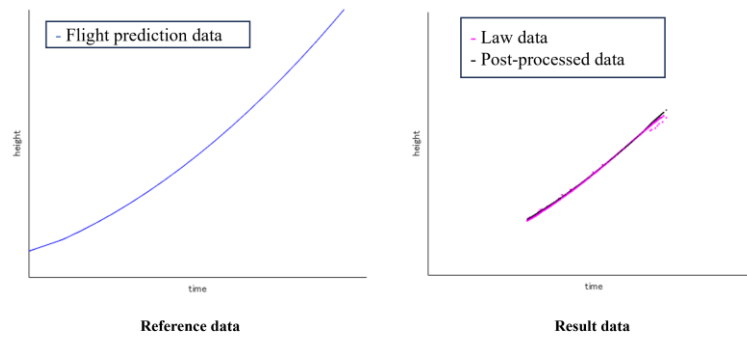 - Flight prediction data
height
time
Reference data
- Law data
- Post-processed data
height
time
Result data